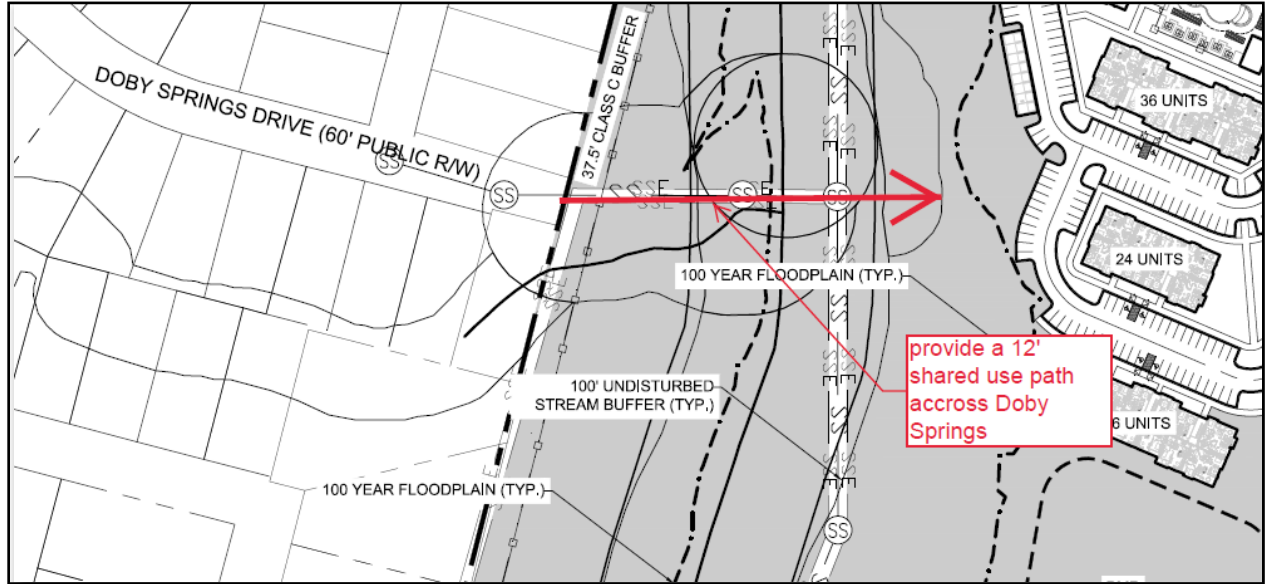 DOBY SPRINGS DRIVE (60' PUBLIC R/W)
37.5' CLASS C BUFFER
36 UNITS
SS
SS
SS
SS
24 UNITS
100 YEAR FLOODPLAIN (TYP.)
provide a 12'
shared use path
accross Doby
Springs
6 UNITS
100' UNDISTURBED
STREAM BUFFER (TYP.)
100 YEAR FLOODPLAIN (TYP.)
SS